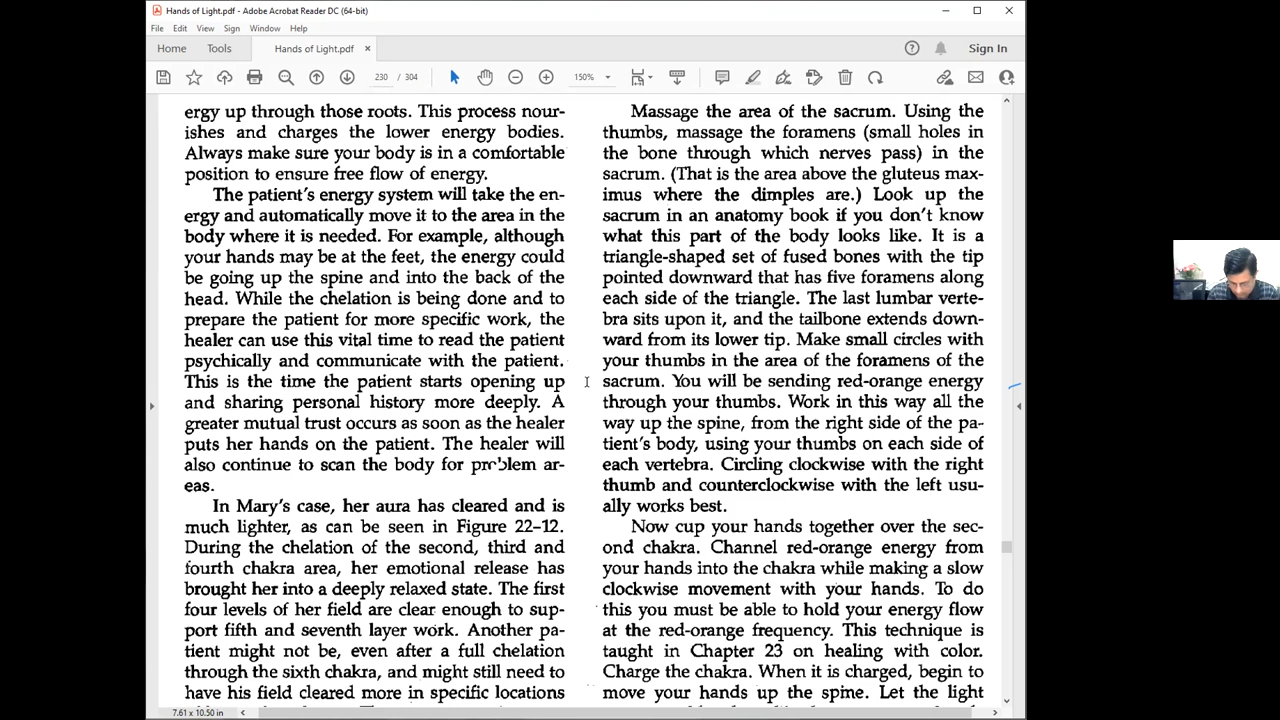 Hands of Light.pdf - Adobe Acrobat Reader DC (64-bit)
File Edit View Sign Window Help
Home Tools Hands of Light.pdf × Sign In
230 / 304 150%
ergy up through those roots. This process nour-
ishes and charges the lower energy bodies.
Always make sure your body is in a comfortable
position to ensure free flow of energy.
The patient's energy system will take the en-
ergy and automatically move it to the area in the
body where it is needed. For example, although
your hands may be at the feet, the energy could
be going up the spine and into the back of the
head. While the chelation is being done and to
prepare the patient for more specific work, the
healer can use this vital time to read the patient
psychically and communicate with the patient.
This is the time the patient starts opening up
and sharing personal history more deeply. A
greater mutual trust occurs as soon as the healer
puts her hands on the patient. The healer will
also continue to scan the body for problem ar-
eas.
In Mary's case, her aura has cleared and is
much lighter, as can be seen in Figure 22–12.
During the chelation of the second, third and
fourth chakra area, her emotional release has
brought her into a deeply relaxed state. The first
four levels of her field are clear enough to sup-
port fifth and seventh layer work. Another pa-
tient might not be, even after a full chelation
through the sixth chakra, and might still need to
have his field cleared more in specific locations
Massage the area of the sacrum. Using the
thumbs, massage the foramens (small holes in
the bone through which nerves pass) in the
sacrum. (That is the area above the gluteus max-
imus where the dimples are.) Look up the
sacrum in an anatomy book if you don't know
what this part of the body looks like. It is a
triangle-shaped set of fused bones with the tip
pointed downward that has five foramens along
each side of the triangle. The last lumbar verte-
bra sits upon it, and the tailbone extends down-
ward from its lower tip. Make small circles with
your thumbs in the area of the foramens of the
sacrum. You will be sending red-orange energy
through your thumbs. Work in this way all the
way up the spine, from the right side of the pa-
tient's body, using your thumbs on each side of
each vertebra. Circling clockwise with the right
thumb and counterclockwise with the left usu-
ally works best.
Now cup your hands together over the sec-
ond chakra. Channel red-orange energy from
your hands into the chakra while making a slow
clockwise movement with your hands. To do
this you must be able to hold your energy flow
at the red-orange frequency. This technique is
taught in Chapter 23 on healing with color.
Charge the chakra. When it is charged, begin to
move your hands up the spine. Let the light
7.61 x 10.50 in